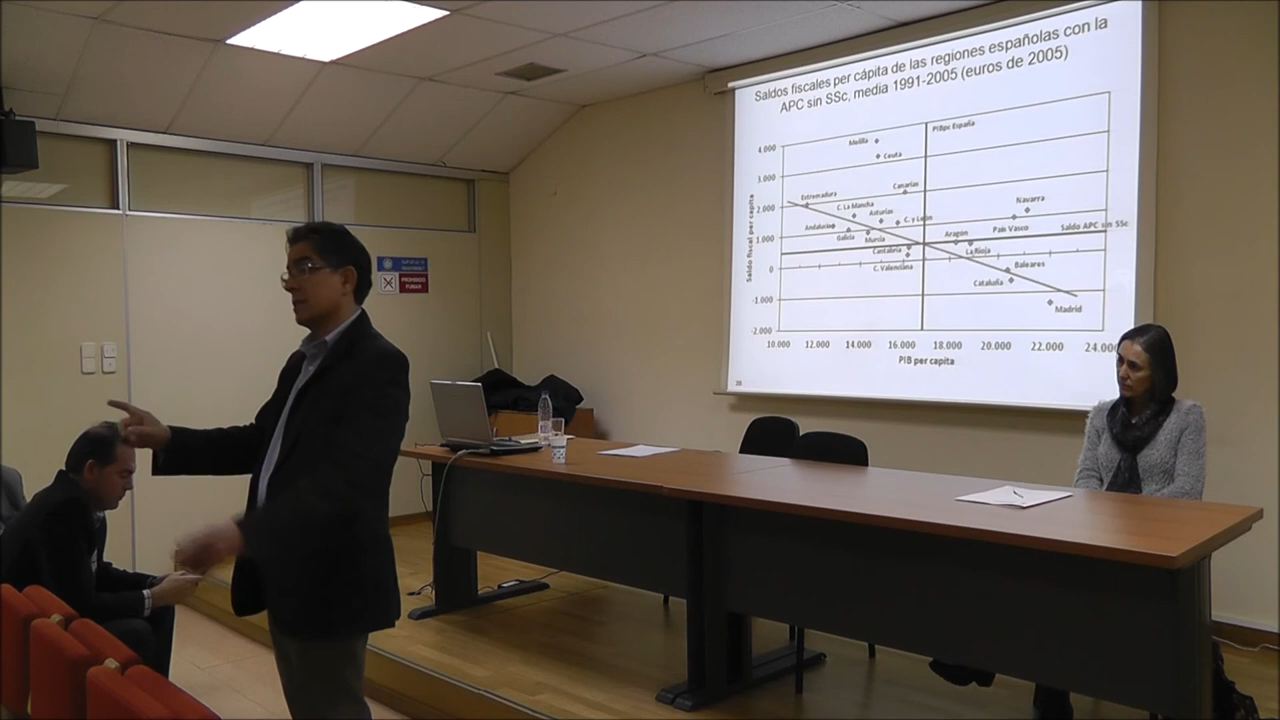 Saldos fiscales per cápita de las regiones españolas con la
APC sin SSc, media 1991-2005 (euros de 2005)
PIBpc España
4.000
Melilla
Ceuta
3.000
Canarias
Extremadura
Navarra
2.000
C. La Mancha
Asturias
C. y León
Andalucía
País Vasco
Saldo APC sin SSc
Galicia
Murcia
Aragón
1.000
Cantabria
La Rioja
C. Valenciana
Baleares
0
Cataluña
Madrid
-1.000
-2.000
Saldo fiscal per capita
10.000 12.000 14.000 16.000 18.000 20.000 22.000 24.000
PIB per capita
PROHIBIDO
FUMAR